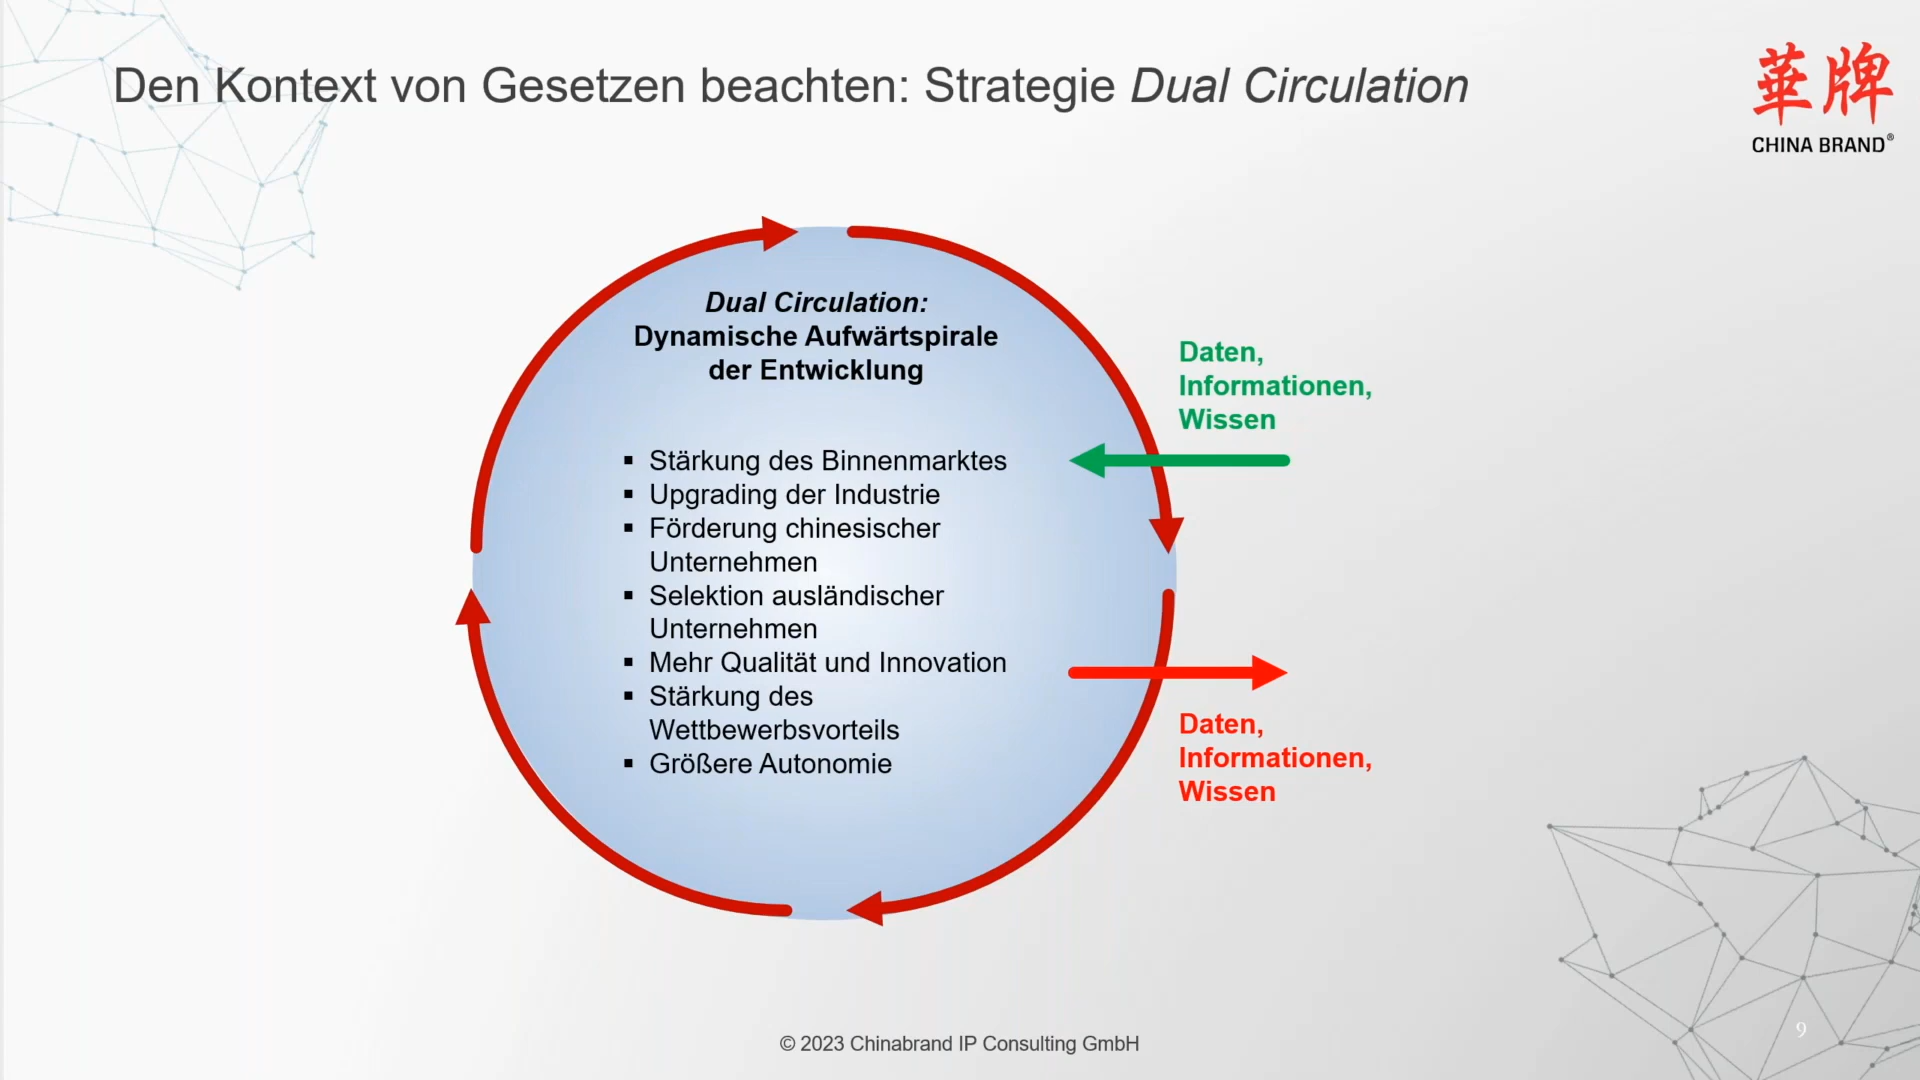 Den Kontext von Gesetzen beachten: Strategie Dual Circulation
華牌
CHINA BRAND®
Dual Circulation:
Dynamische Aufwärtspirale
der Entwicklung
▪ Stärkung des Binnenmarktes
▪ Upgrading der Industrie
▪ Förderung chinesischer
Unternehmen
▪ Selektion ausländischer
Unternehmen
▪ Mehr Qualität und Innovation
▪ Stärkung des
Wettbewerbsvorteils
▪ Größere Autonomie
Daten,
Informationen,
Wissen
Daten,
Informationen,
Wissen
© 2023 Chinabrand IP Consulting GmbH
9